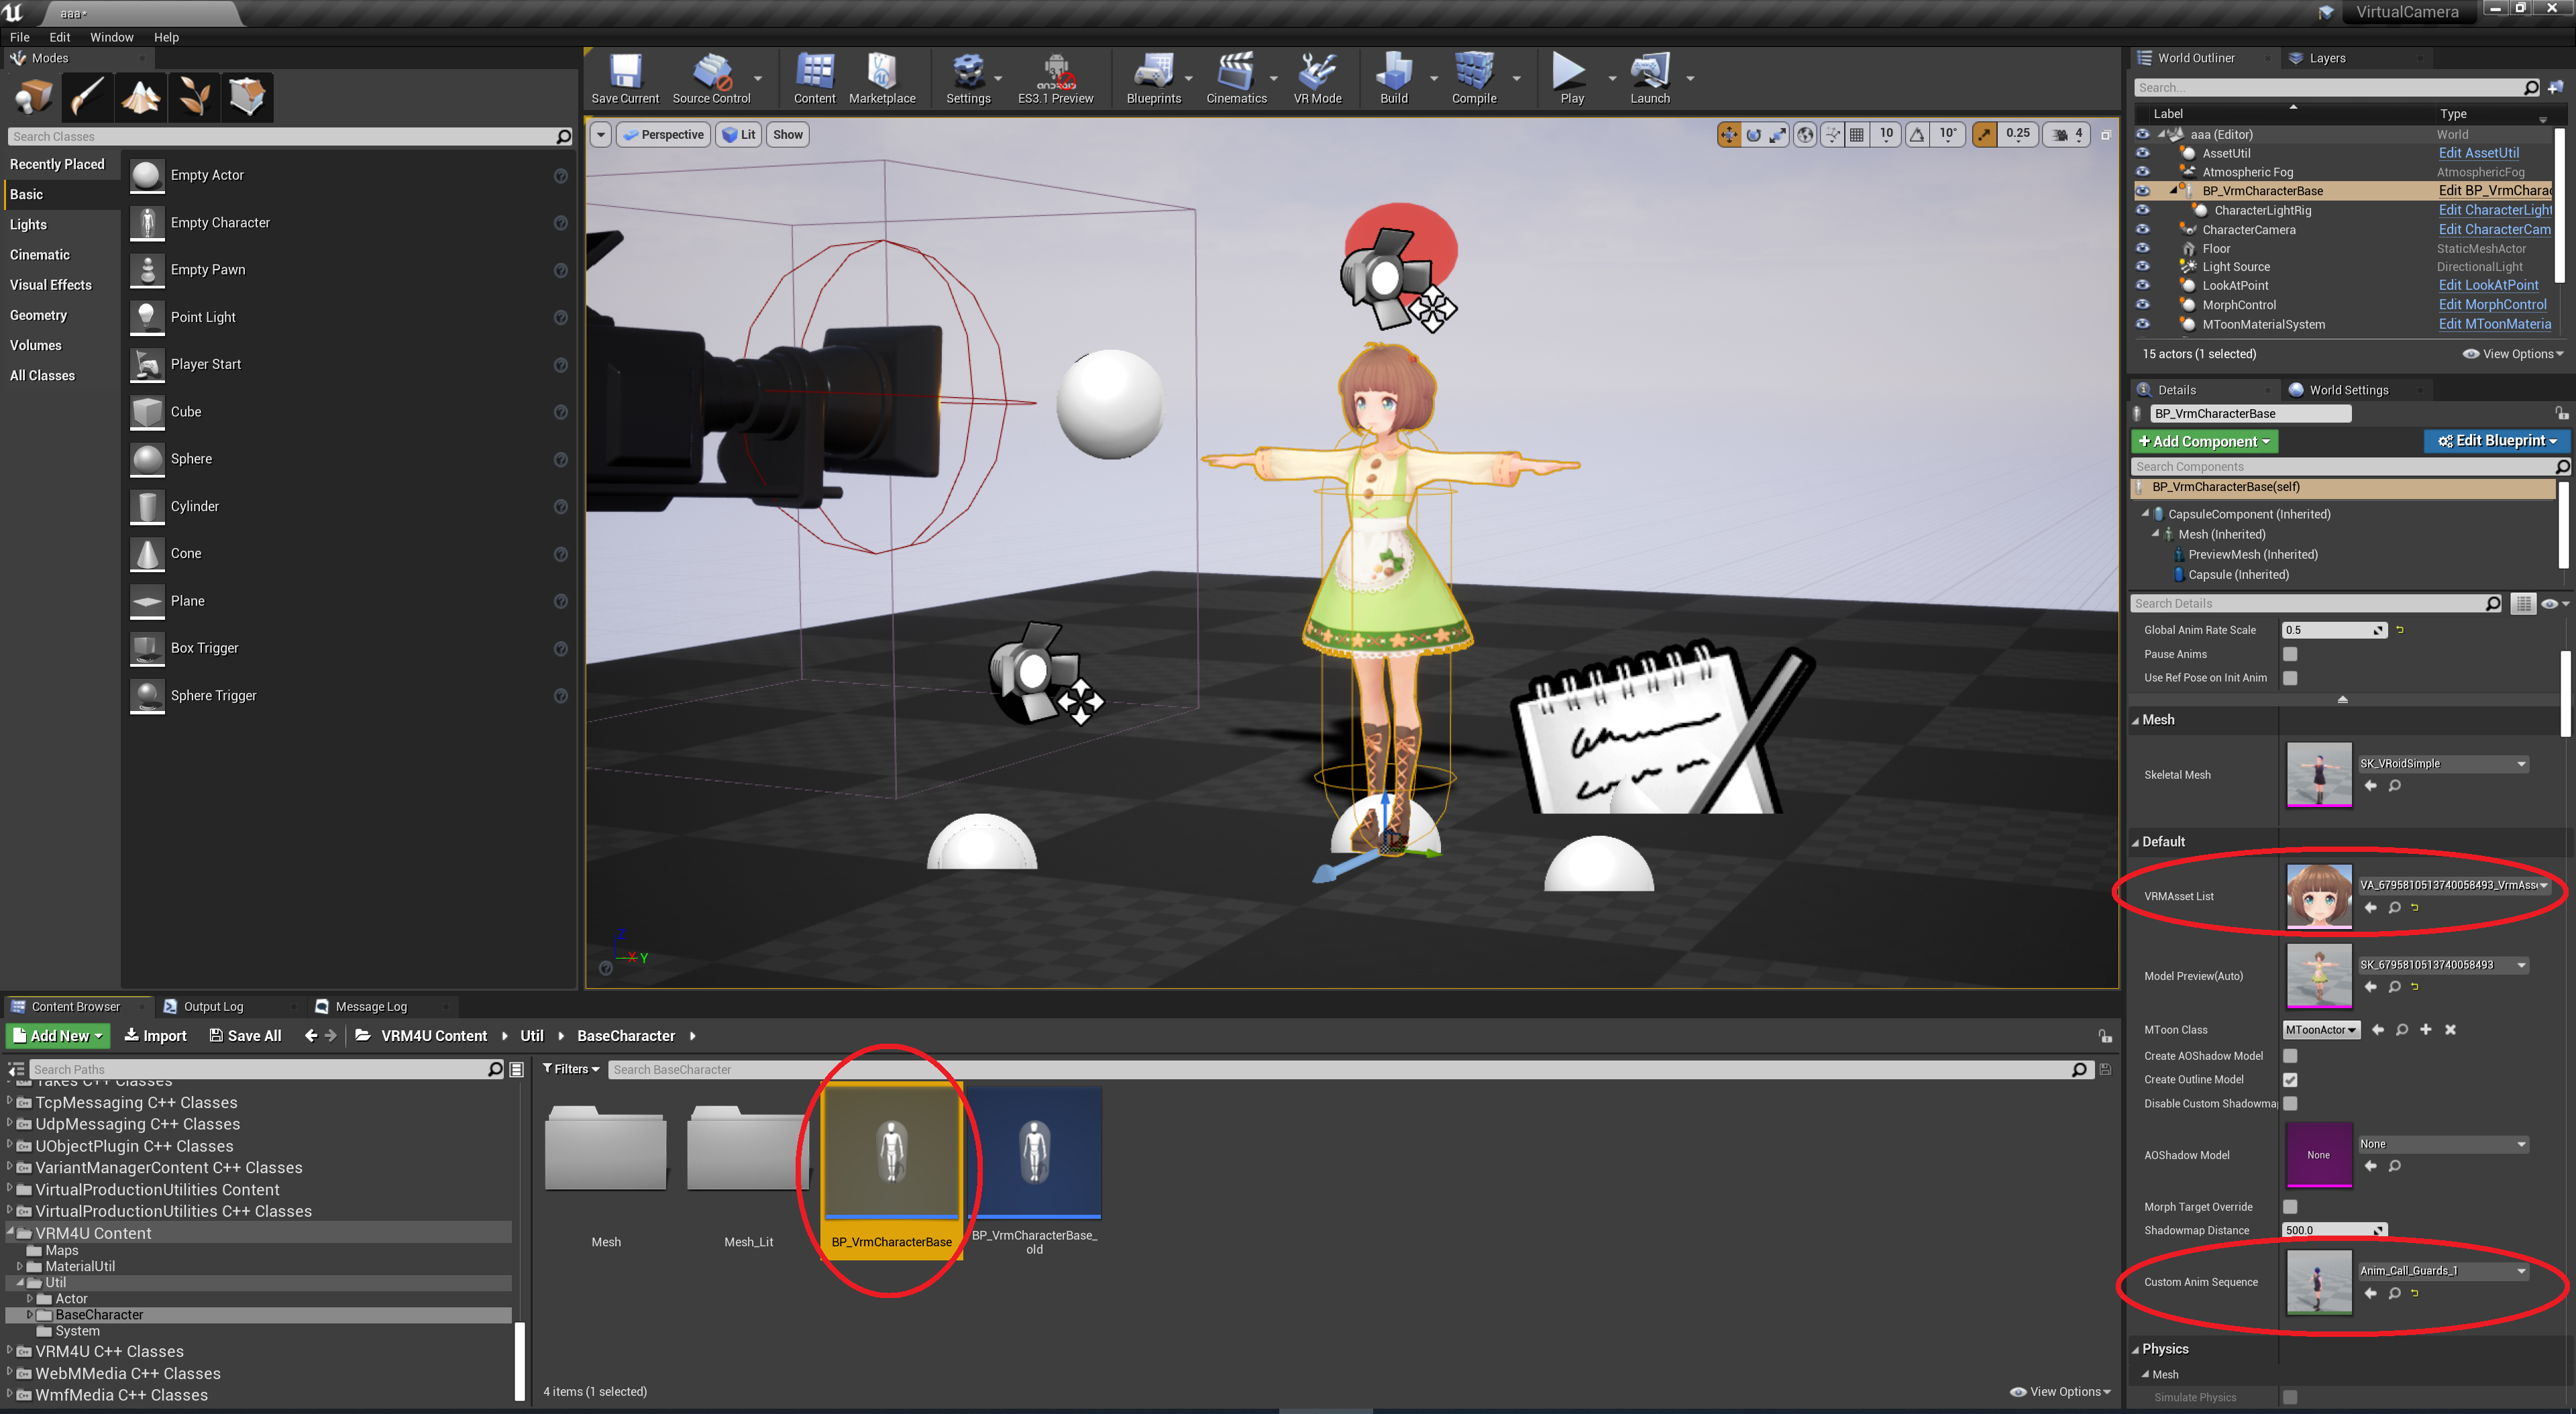 aaa*
VirtualCamera
File Edit Window Help
Modes
Search Classes
Recently Placed
Basic
Lights
Cinematic
Visual Effects
Geometry
Volumes
All Classes
Empty Actor
Empty Character
Empty Pawn
Point Light
Player Start
Cube
Sphere
Cylinder
Cone
Plane
Box Trigger
Sphere Trigger
Save Current
Source Control
Content
Marketplace
Settings
ES3.1 Preview
Blueprints
Cinematics
VR Mode
Build
Compile
Play
Launch
Perspective
Lit
Show
10
10°
0.25
4
Z
X
Y
World Outliner
Layers
Search...
Label
Type
aaa (Editor) World
AssetUtil Edit AssetUtil
Atmospheric Fog AtmosphericFog
BP_VrmCharacterBase Edit BP_VrmCharac
CharacterLightRig Edit CharacterLight
CharacterCamera Edit CharacterCam
Floor StaticMeshActor
Light Source DirectionalLight
LookAtPoint Edit LookAtPoint
MorphControl Edit MorphControl
MToonMaterialSystem Edit MToonMateria
15 actors (1 selected)
View Options
Details
World Settings
BP_VrmCharacterBase
+ Add Component
Edit Blueprint
Search Components
BP_VrmCharacterBase(self)
CapsuleComponent (Inherited)
Mesh (Inherited)
PreviewMesh (Inherited)
Capsule (Inherited)
Search Details
Global Anim Rate Scale 0.5
Pause Anims
Use Ref Pose on Init Anim
Mesh
Skeletal Mesh SK_VRoidSimple
Default
VRMAsset List VA_6795810513740058493_VrmAss
Model Preview(Auto) SK_6795810513740058493
MToon Class MToonActor
Create AOShadow Model
Create Outline Model
Disable Custom Shadowma
AOShadow Model None None
Morph Target Override
Shadowmap Distance 500.0
Custom Anim Sequence Anim_Call_Guards_1
Physics
Mesh
Simulate Physics
Content Browser
Output Log
Message Log
Add New
Import
Save All
VRM4U Content
Util
BaseCharacter
Search Paths
Filters
Search BaseCharacter
Takes C++ Classes
TcpMessaging C++ Classes
UdpMessaging C++ Classes
UObjectPlugin C++ Classes
VariantManagerContent C++ Classes
VirtualProductionUtilities Content
VirtualProductionUtilities C++ Classes
VRM4U Content
Maps
MaterialUtil
Util
Actor
BaseCharacter
System
VRM4U C++ Classes
WebMMedia C++ Classes
WmfMedia C++ Classes
Mesh
Mesh_Lit
BP_VrmCharacterBase
BP_VrmCharacterBase_
old
4 items (1 selected)
View Options